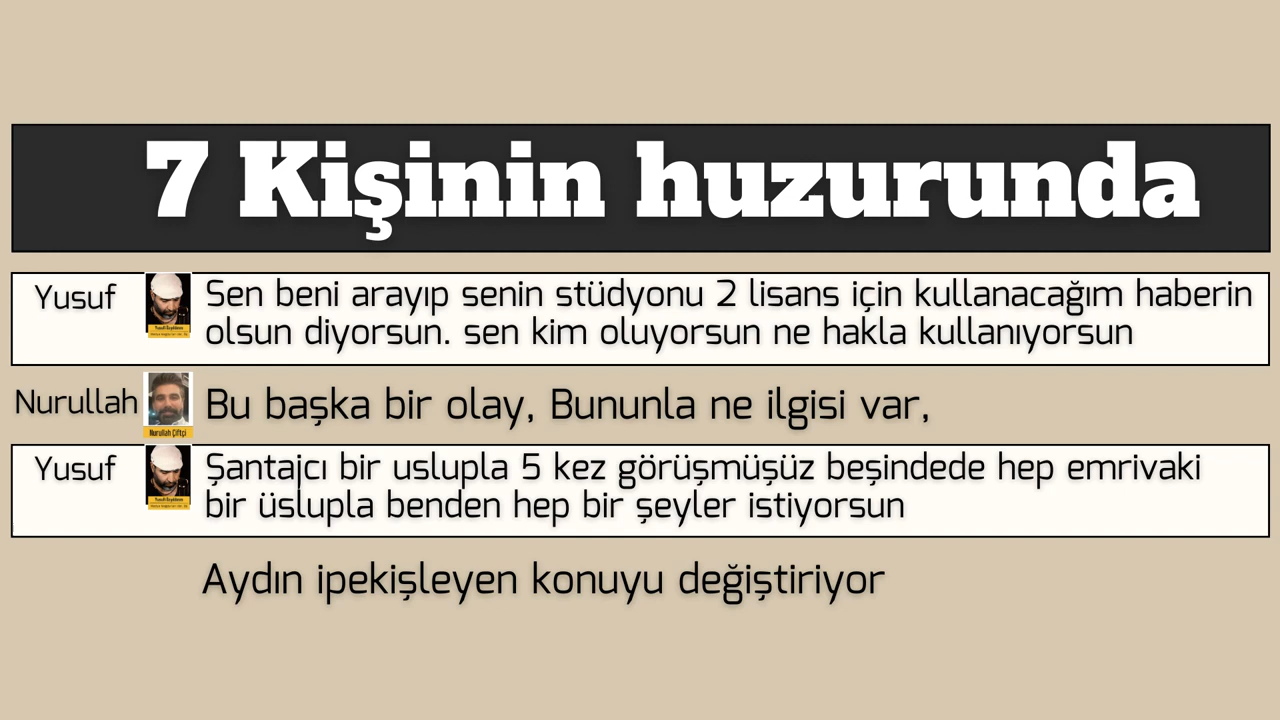 7 Kişinin huzurunda
Yusuf
Sen beni arayıp senin stüdyonu 2 lisans için kullanacağım haberin
olsun diyorsun. sen kim oluyorsun ne hakla kullanıyorsun
Nurullah
Nurullah Çiftçi
Bu başka bir olay, Bununla ne ilgisi var,
Yusuf
Şantajcı bir uslupla 5 kez görüşmüşüz beşindede hep emrivaki
bir üslupla benden hep bir şeyler istiyorsun
Aydın ipekişleyen konuyu değiştiriyor